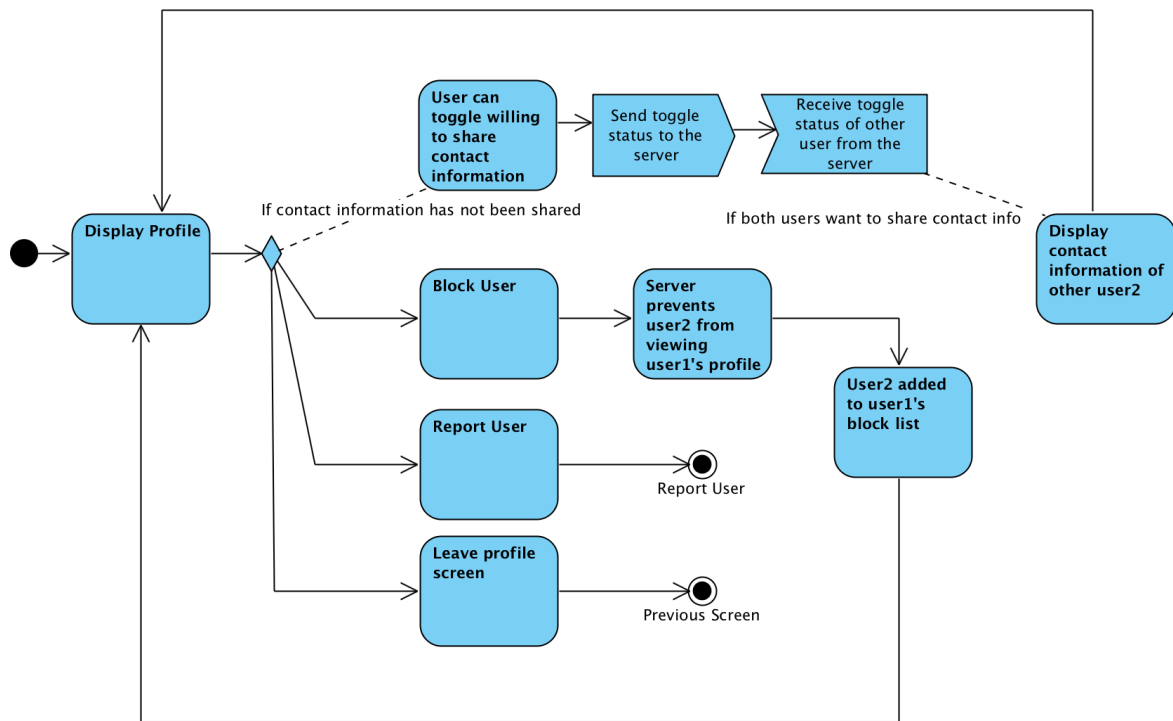 User can
toggle willing
to share
contact
information
Send toggle
status to the
server
Receive toggle
status of other
user from the
server
If contact information has not been shared
If both users want to share contact info
Display Profile
Display
contact
information of
other user2
Block User
Server
prevents
user2 from
viewing
user1's profile
User2 added
to user1's
block list
Report User
Report User
Leave profile
screen
Previous Screen